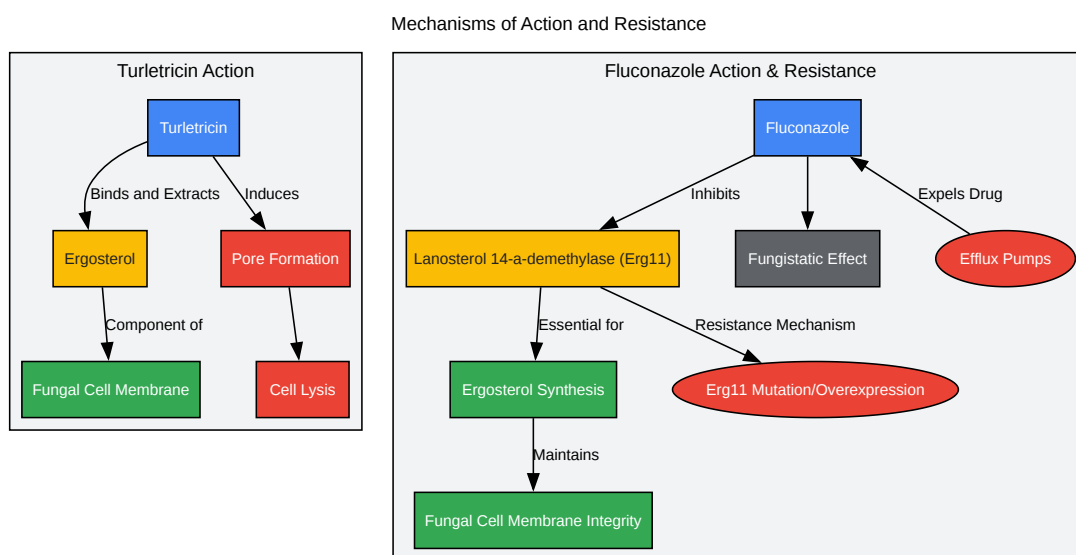 Mechanisms of Action and Resistance
Turletricin Action
Turletricin
Binds and Extracts
Induces
Ergosterol
Pore Formation
Component of
Fungal Cell Membrane
Cell Lysis
Fluconazole Action & Resistance
Fluconazole
Inhibits
Expels Drug
Lanosterol 14-a-demethylase (Erg11)
Fungistatic Effect
Efflux Pumps
Essential for
Resistance Mechanism
Ergosterol Synthesis
Erg11 Mutation/Overexpression
Maintains
Fungal Cell Membrane Integrity